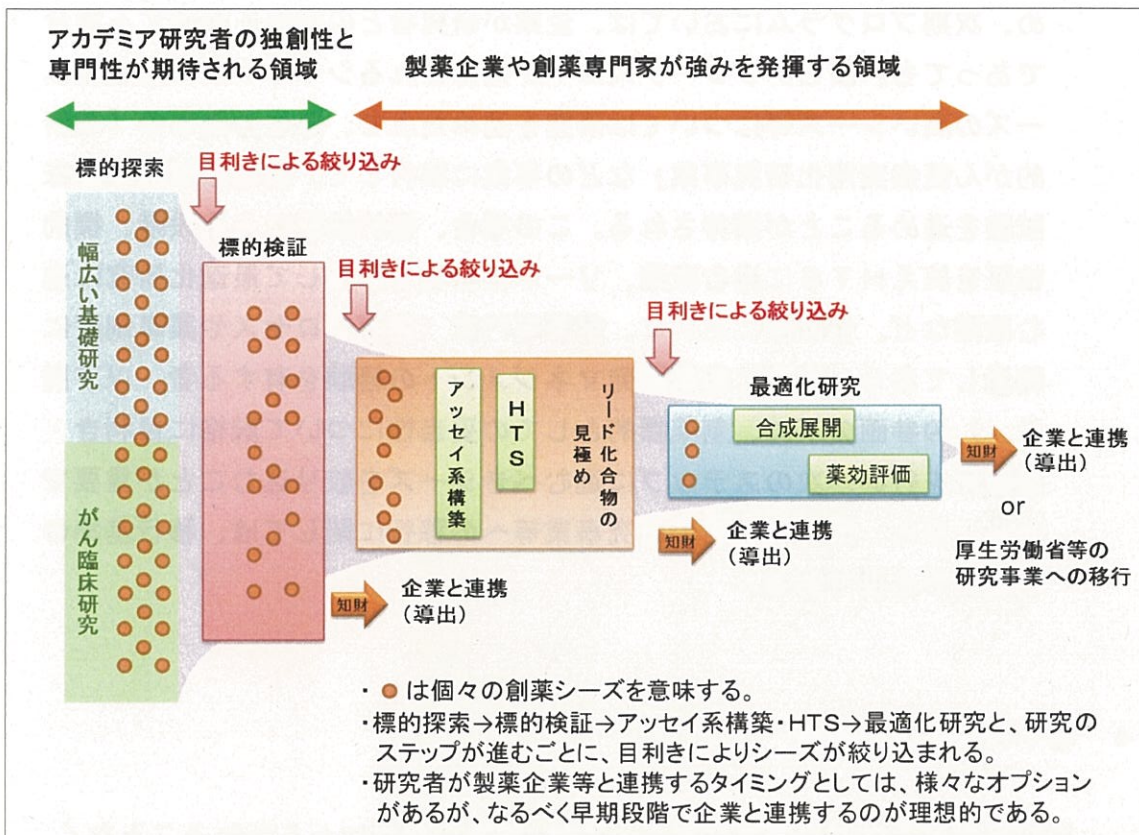 アカデミア研究者の独創性と
専門性が期待される領域
製薬企業や創薬専門家が強みを発揮する領域
標的探索
目利きによる絞り込み
幅広い基礎研究
がん臨床研究
標的検証
目利きによる絞り込み
アッセイ系構築
HTS
リード化合物の
見極め
目利きによる絞り込み
最適化研究
合成展開
薬効評価
知財
企業と連携
(導出)
知財
企業と連携
(導出)
知財
企業と連携
(導出)
or
厚生労働省等の
研究事業への移行
・ ● は個々の創薬シーズを意味する。
・標的探索→標的検証→アッセイ系構築・HTS→最適化研究と、研究の
ステップが進むごとに、目利きによりシーズが絞り込まれる。
・研究者が製薬企業等と連携するタイミングとしては、様々なオプション
があるが、なるべく早期段階で企業と連携するのが理想的である。